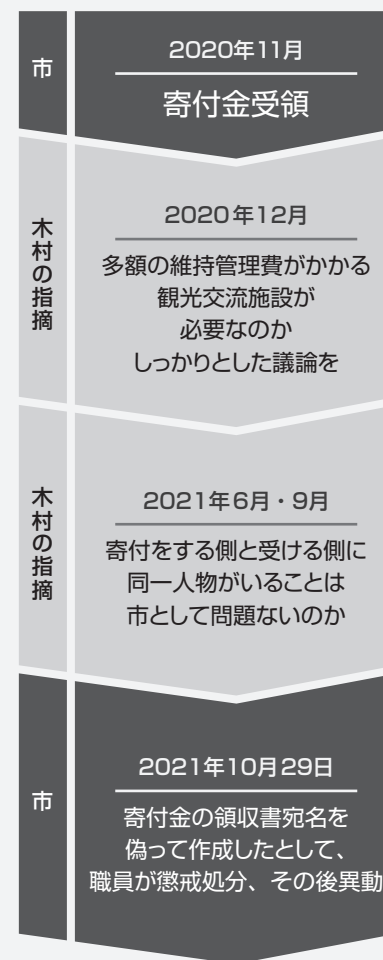 市
2020年11月
寄付金受領
木村の指摘
2020年12月
多額の維持管理費がかかる
観光交流施設が
必要なのか
しっかりとした議論を
木村の指摘
2021年6月・9月
寄付をする側と受ける側に
同一人物がいることは
市として問題ないのか
市
2021年10月29日
寄付金の領収書宛名を
偽って作成したとして、
職員が懲戒処分、その後異動